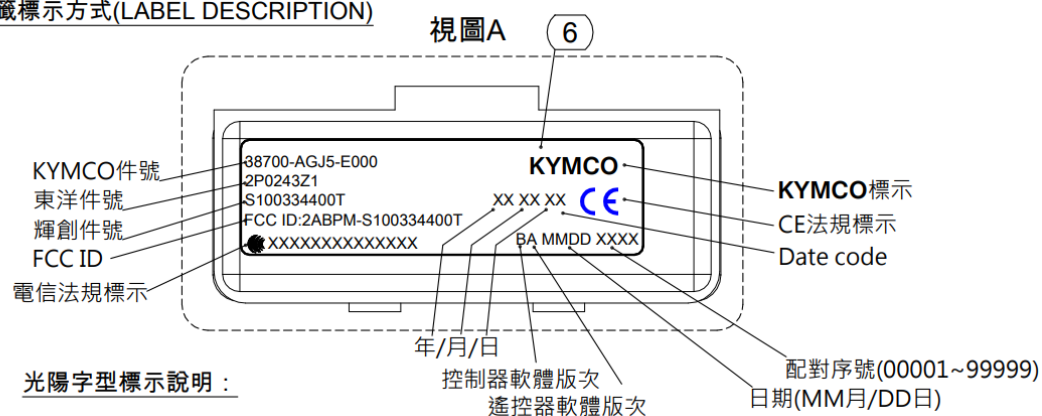 籤標示方式(LABEL DESCRIPTION)
視圖A 6
KYMCO件號
東洋件號
輝創件號
FCC ID
電信法規標示
38700-AGJ5-E000
2P0243Z1
S100334400T
FCC ID:2ABPM-S100334400T
XXXXXXXXXXXXXX
KYMCO
XX XX XX CE
BA MMDD XXXX
KYMCO標示
CE法規標示
Date code
年/月/日
控制器軟體版次
遙控器軟體版次
配對序號(00001~99999)
日期(MM月/DD日)
光陽字型標示說明：